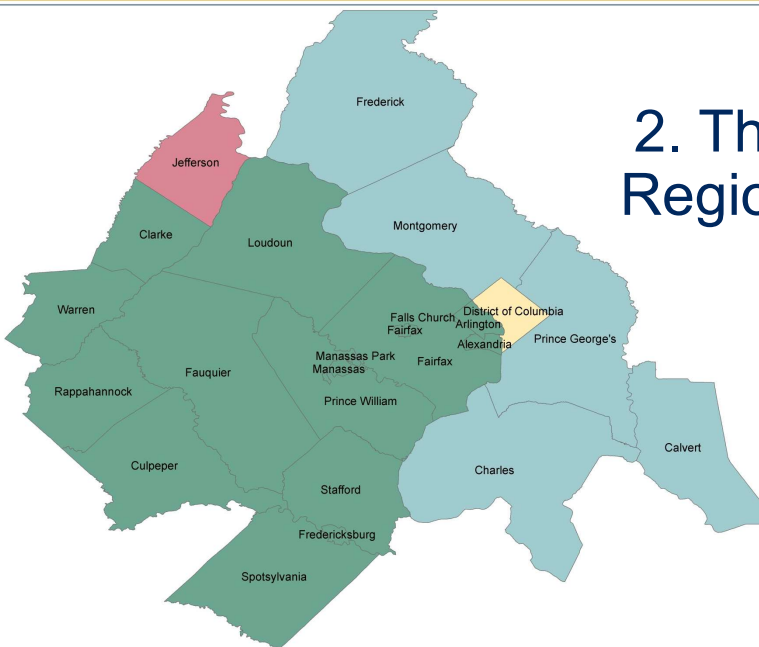 2. Th
Regio
Frederick
Jefferson
Montgomery
Clarke
Loudoun
Warren
Falls Church
Fairfax
District of Columbia
Arlington
Alexandria
Prince George's
Manassas Park
Manassas
Fairfax
Fauquier
Rappahannock
Prince William
Culpeper
Charles
Calvert
Stafford
Fredericksburg
Spotsylvania